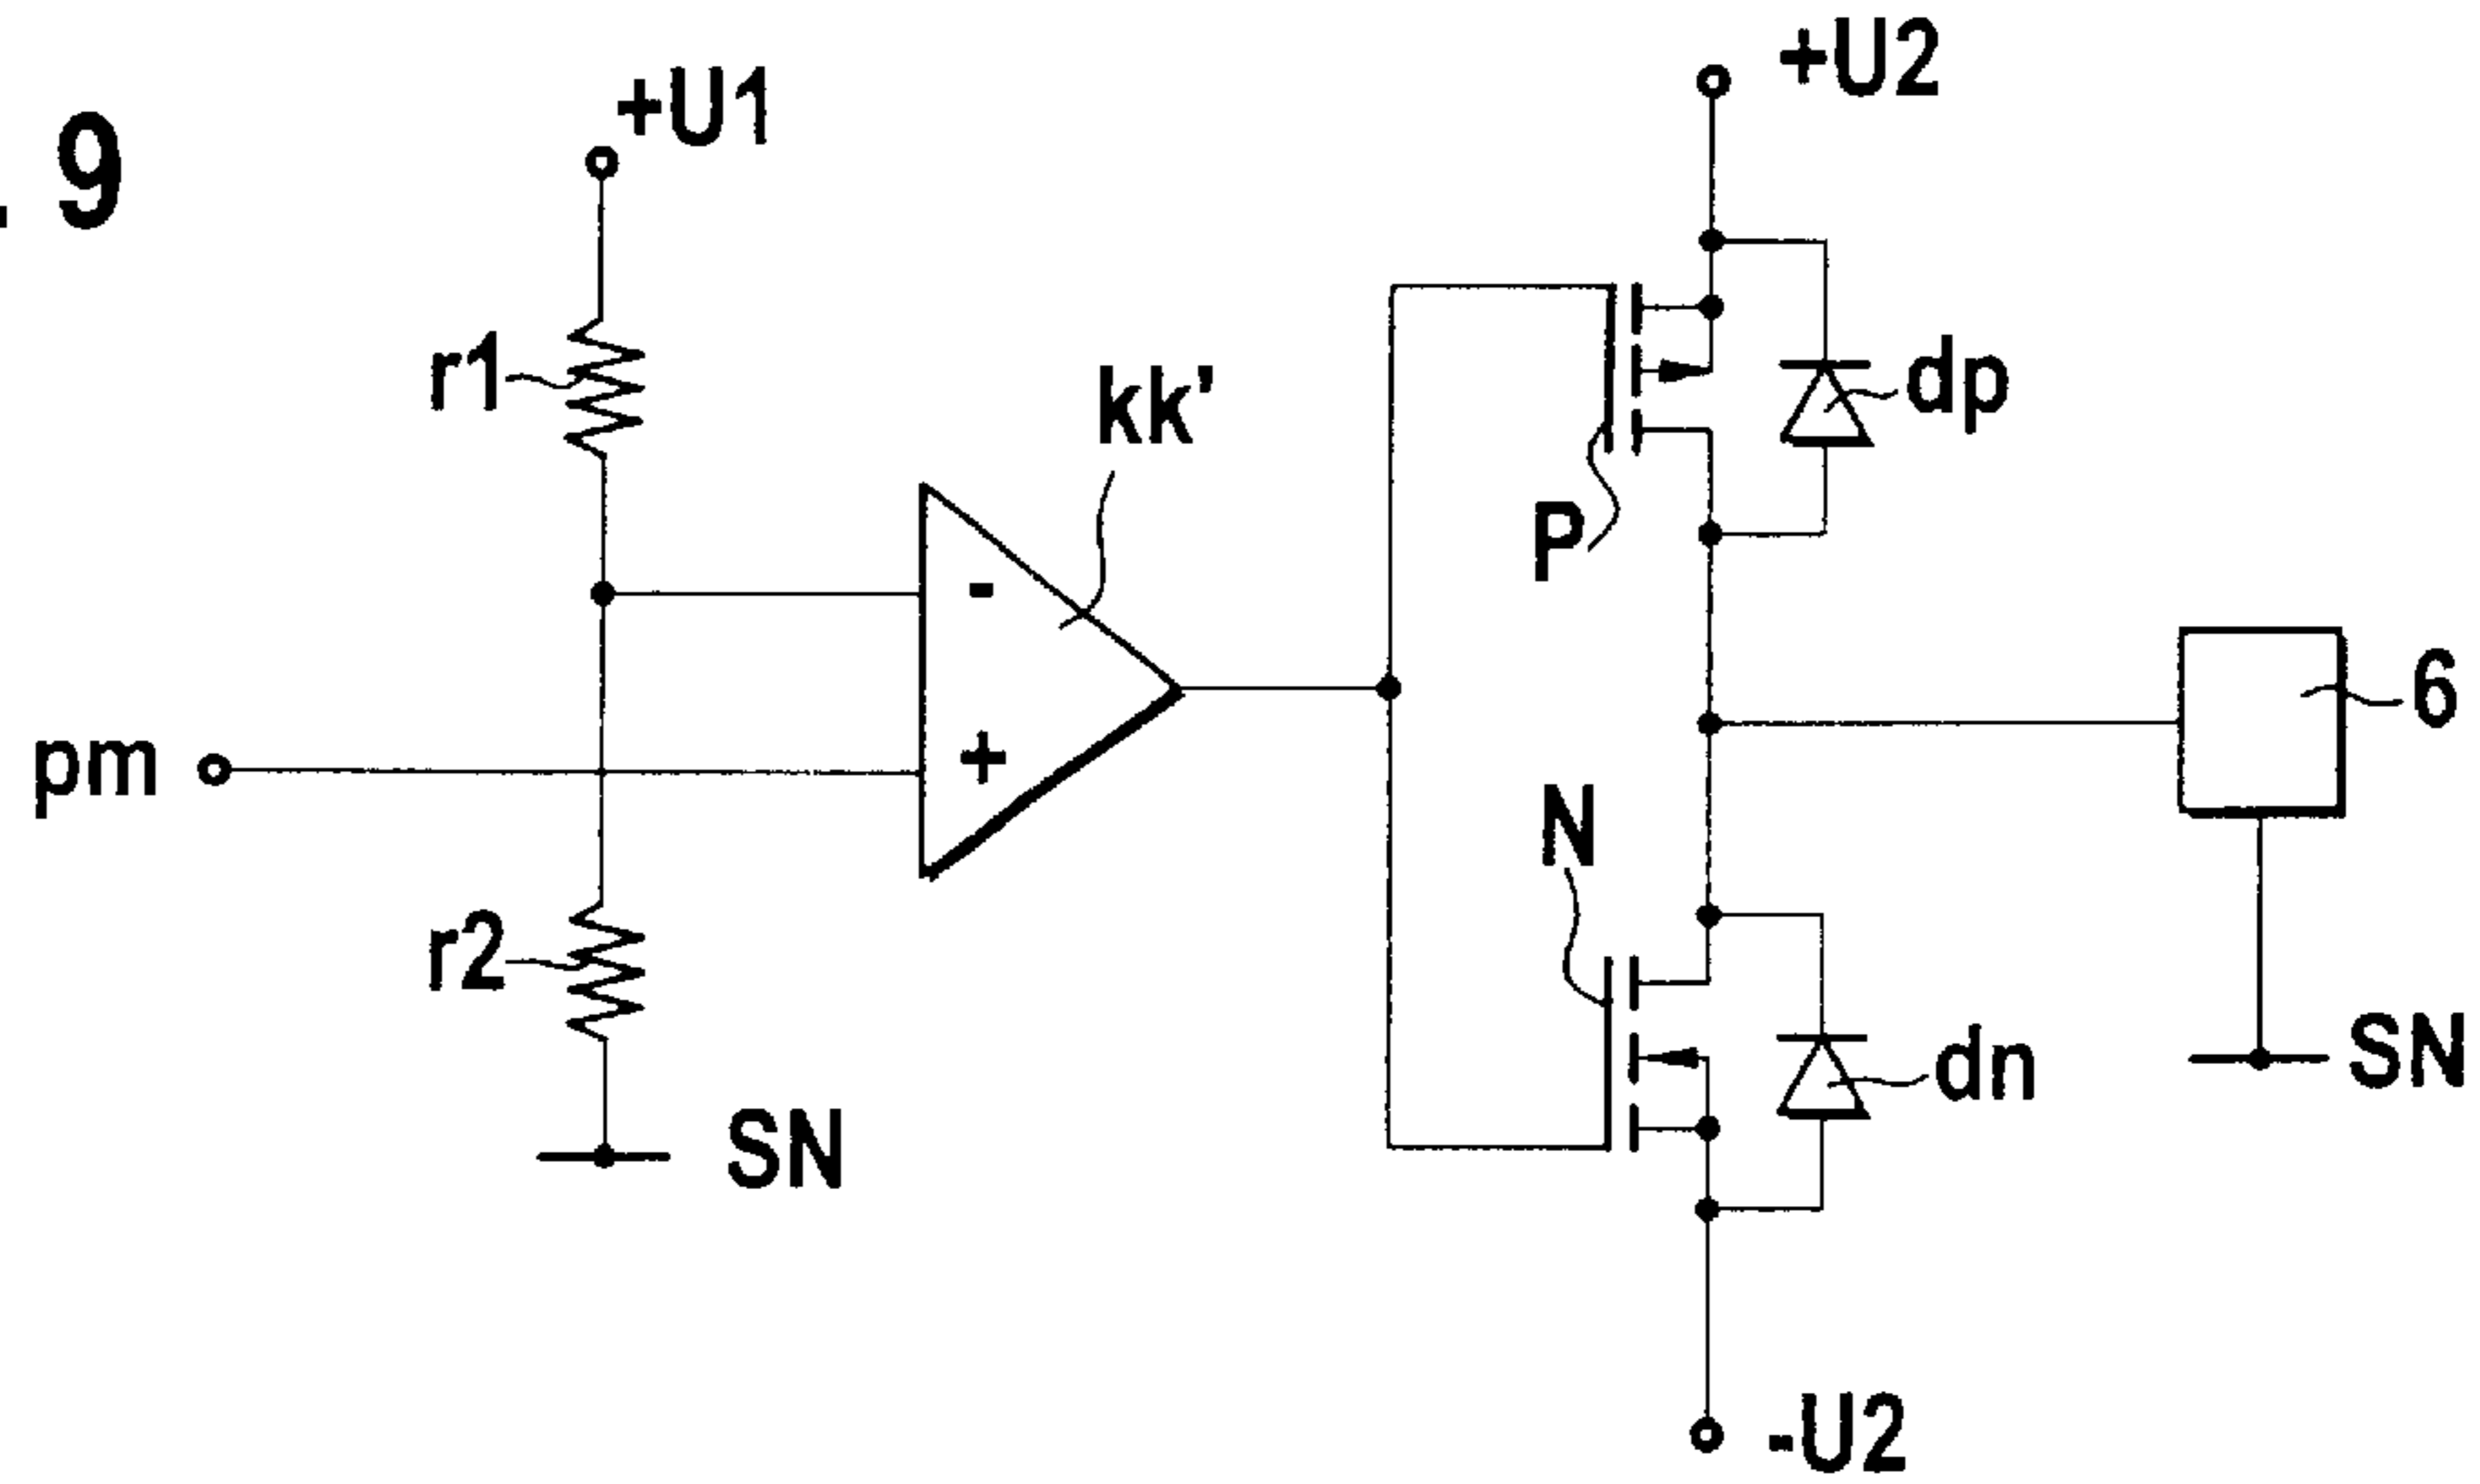 . 9
+U1
+U2
r1
kk'
dp
P
-
pm
+
6
N
r2
dn
SN
SN
-U2